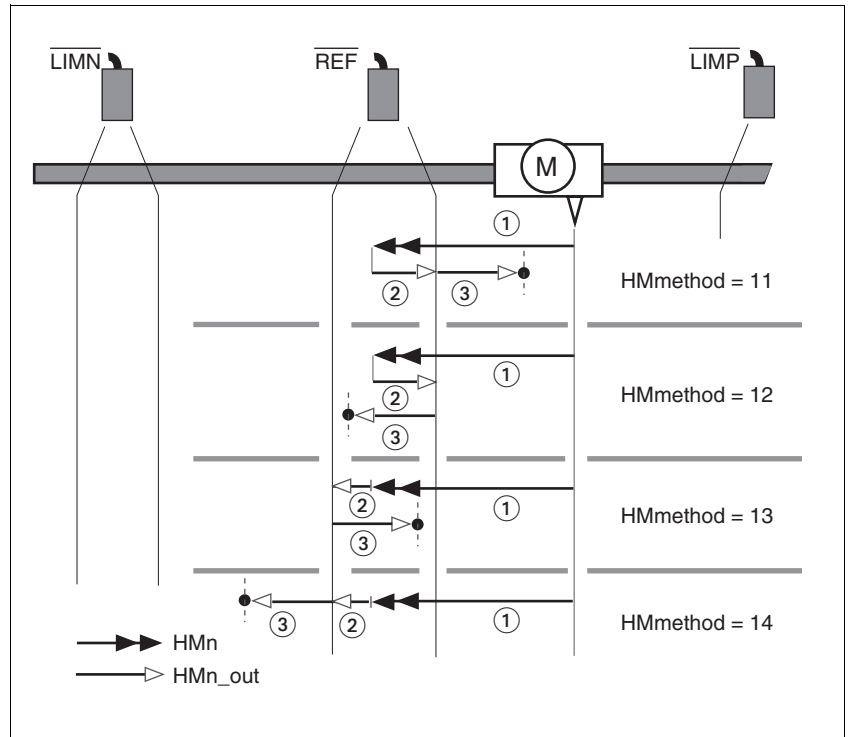 LIMN REF LIMP
M
1
2 3
HMmethod = 11
1
2
3
HMmethod = 12
2 1
3
HMmethod = 13
3 2 1
HMmethod = 14
HMn
HMn_out